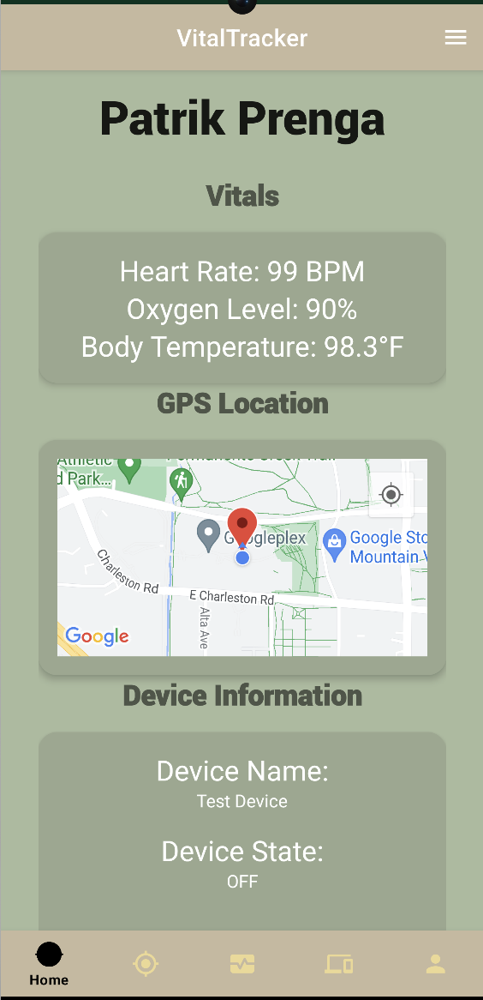 VitalTracker
Patrik Prenga
Vitals
Heart Rate: 99 BPM
Oxygen Level: 90%
Body Temperature: 98.3°F
GPS Location
Athletic
d Park...
Googleplex
Google Sto
Mountain V
Charleston Rd
E Charleston Rd
Alta Ave
Google
Device Information
Device Name:
Test Device
Device State:
OFF
Home